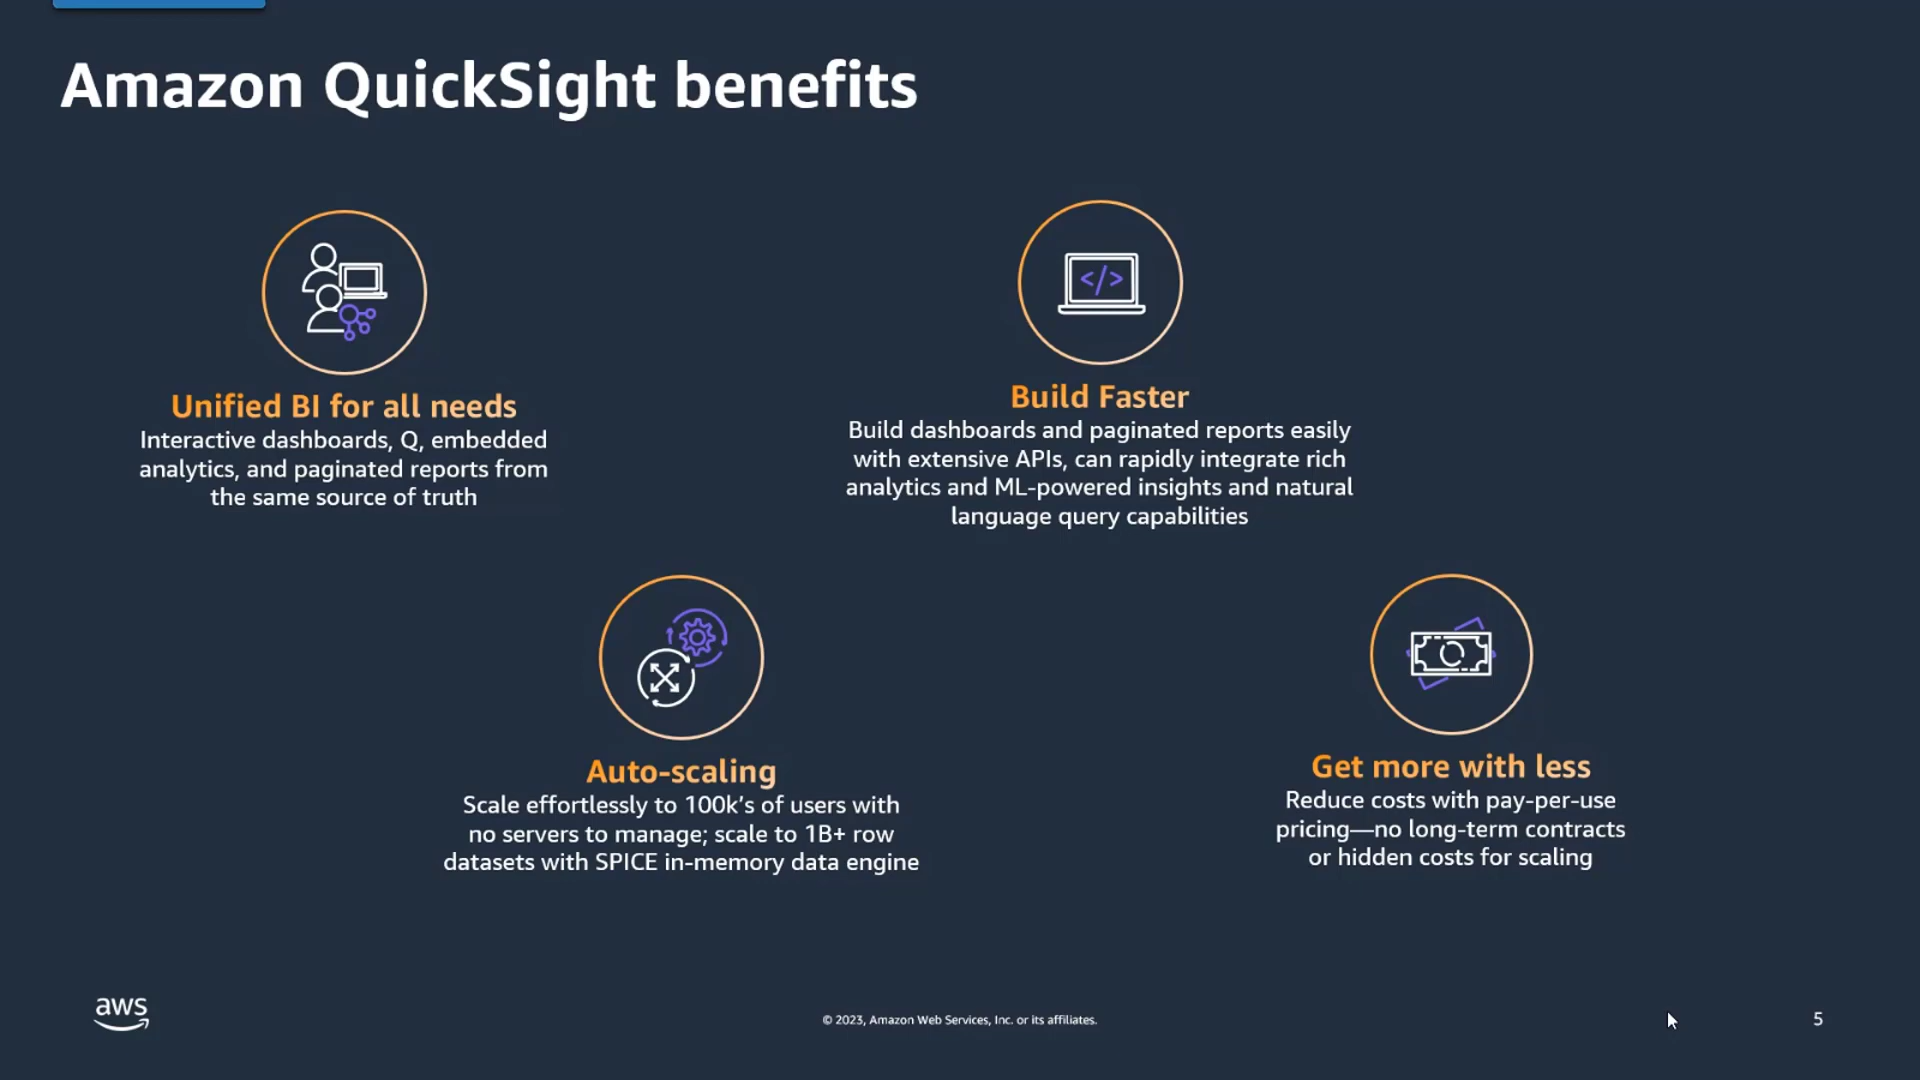 Amazon QuickSight benefits
Unified BI for all needs
Interactive dashboards, Q, embedded
analytics, and paginated reports from
the same source of truth
</>
Build Faster
Build dashboards and paginated reports easily
with extensive APIs, can rapidly integrate rich
analytics and ML-powered insights and natural
language query capabilities
Auto-scaling
Scale effortlessly to 100k’s of users with
no servers to manage; scale to 1B+ row
datasets with SPICE in-memory data engine
Get more with less
Reduce costs with pay-per-use
pricing—no long-term contracts
or hidden costs for scaling
aws
© 2023, Amazon Web Services, Inc. or its affiliates.
5